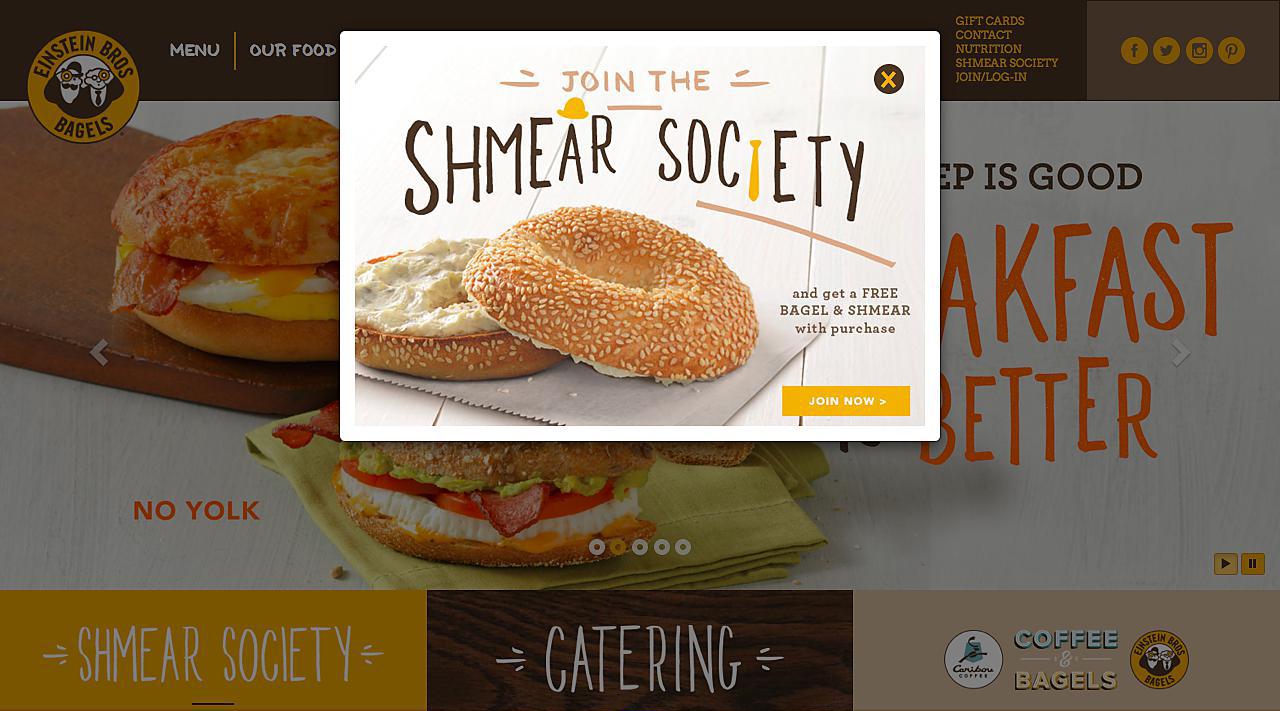 EINSTEIN BROS
BAGELS
MENU
OUR FOOD
GIFT CARDS
CONTACT
NUTRITION
SHMEAR SOCIETY
JOIN/LOG-IN
JOIN THE
SHMEAR SOCIETY
and get a FREE
BAGEL & SHMEAR
with purchase
JOIN NOW >
EP IS GOOD
AKFAST
BETTER
NO YOLK
SHMEAR SOCIETY
CATERING
Caribou
COFFEE
COFFEE
&
BAGELS
EINSTEIN BROS
BAGELS